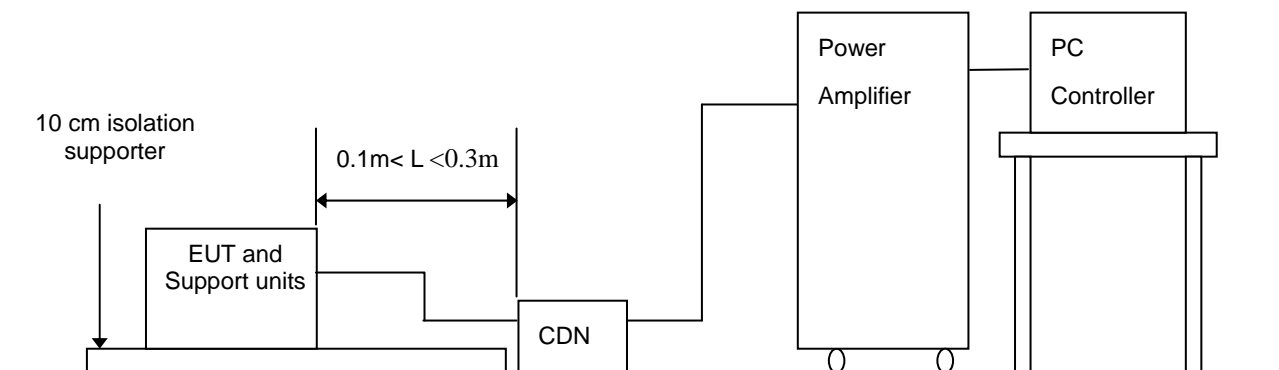 Power
Amplifier
PC
Controller
10 cm isolation
supporter
0.1m< L <0.3m
EUT and
Support units
CDN